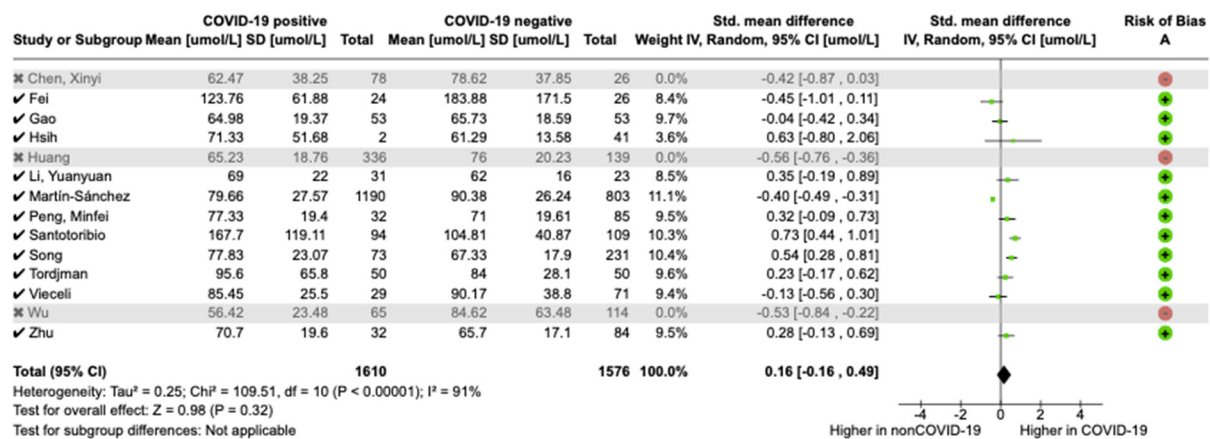 COVID-19 positive COVID-19 negative Std. mean difference Std. mean difference Risk of Bias
Study or Subgroup Mean [umol/L] SD [umol/L] Total Mean [umol/L] SD [umol/L] Total Weight IV, Random, 95% CI [umol/L] IV, Random, 95% CI [umol/L] A
✖ Chen, Xinyi 62.47 38.25 78 78.62 37.85 26 0.0% -0.42 [-0.87 , 0.03]
✔ Fei 123.76 61.88 24 183.88 171.5 26 8.4% -0.45 [-1.01 , 0.11]
✔ Gao 64.98 19.37 53 65.73 18.59 53 9.7% -0.04 [-0.42 , 0.34]
✔ Hsih 71.33 51.68 2 61.29 13.58 41 3.6% 0.63 [-0.80 , 2.06]
✖ Huang 65.23 18.76 336 76 20.23 139 0.0% -0.56 [-0.76 , -0.36]
✔ Li, Yuanyuan 69 22 31 62 16 23 8.5% 0.35 [-0.19 , 0.89]
✔ Martín-Sánchez 79.66 27.57 1190 90.38 26.24 803 11.1% -0.40 [-0.49 , -0.31]
✔ Peng, Minfei 77.33 19.4 32 71 19.61 85 9.5% 0.32 [-0.09 , 0.73]
✔ Santotoribio 167.7 119.11 94 104.81 40.87 109 10.3% 0.73 [0.44 , 1.01]
✔ Song 77.83 23.07 73 67.33 17.9 231 10.4% 0.54 [0.28 , 0.81]
✔ Tordjman 95.6 65.8 50 84 28.1 50 9.6% 0.23 [-0.17 , 0.62]
✔ Vieceli 85.45 25.5 29 90.17 38.8 71 9.4% -0.13 [-0.56 , 0.30]
✖ Wu 56.42 23.48 65 84.62 63.48 114 0.0% -0.53 [-0.84 , -0.22]
✔ Zhu 70.7 19.6 32 65.7 17.1 84 9.5% 0.28 [-0.13 , 0.69]
Total (95% CI) 1610 1576 100.0% 0.16 [-0.16 , 0.49]
Heterogeneity: Tau² = 0.25; Chi² = 109.51, df = 10 (P < 0.00001); I² = 91%
Test for overall effect: Z = 0.98 (P = 0.32)
Test for subgroup differences: Not applicable
-4 -2 0 2 4
Higher in nonCOVID-19 Higher in COVID-19